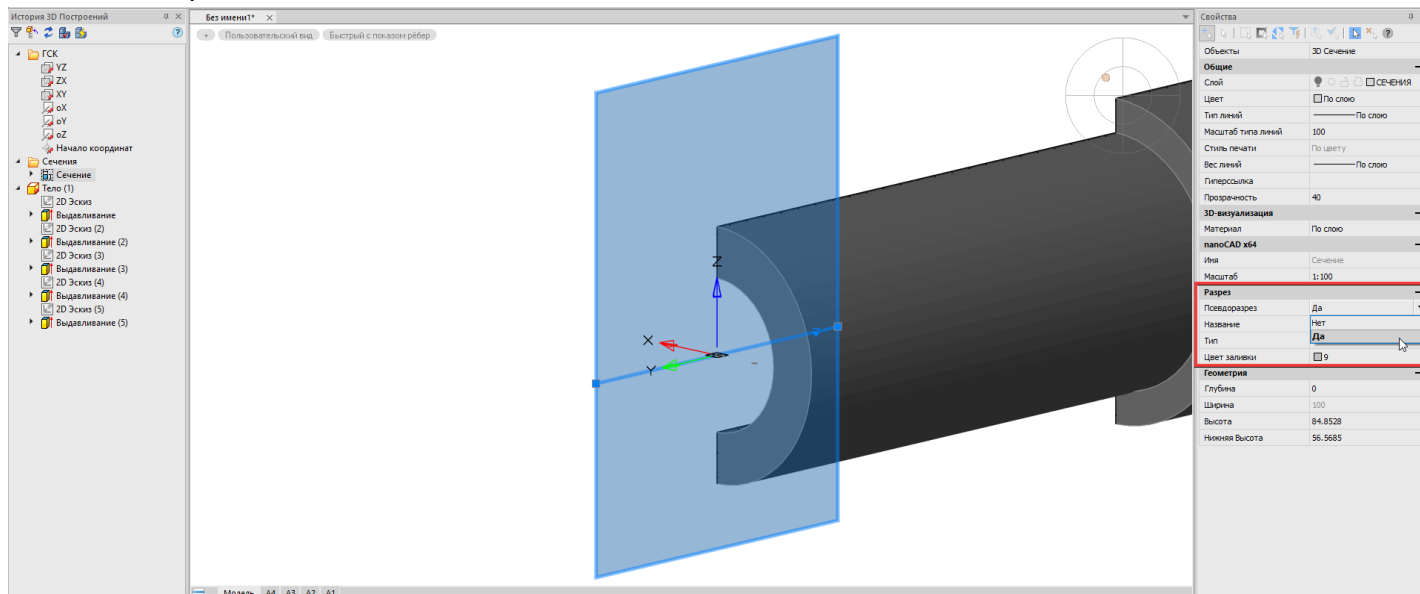 История 3D Построений
ГСК
YZ
ZX
XY
oX
oY
oZ
Начало координат
Сечения
Сечение
Тело (1)
2D Эскиз
Выдавливание
2D Эскиз (2)
Выдавливание (2)
2D Эскиз (3)
Выдавливание (3)
2D Эскиз (4)
Выдавливание (4)
2D Эскиз (5)
Выдавливание (5)
Без имени1*
+ Пользовательский вид Быстрый с показом рёбер
Z
X
Y
Модель A4 A3 A2 A1
Свойства
Объекты 3D Сечение
Общие
Слой СЕЧЕНИЯ
Цвет По слою
Тип линий По слою
Масштаб типа линий 100
Стиль печати По цвету
Вес линий По слою
Гиперссылка
Прозрачность 40
3D-визуализация
Материал По слою
nanoCAD x64
Имя Сечение
Масштаб 1:100
Разрез
Псевдоразрез Да
Название Нет
Тип Да
Цвет заливки 9
Геометрия
Глубина 0
Ширина 100
Высота 84.8528
Нижняя Высота 56.5685